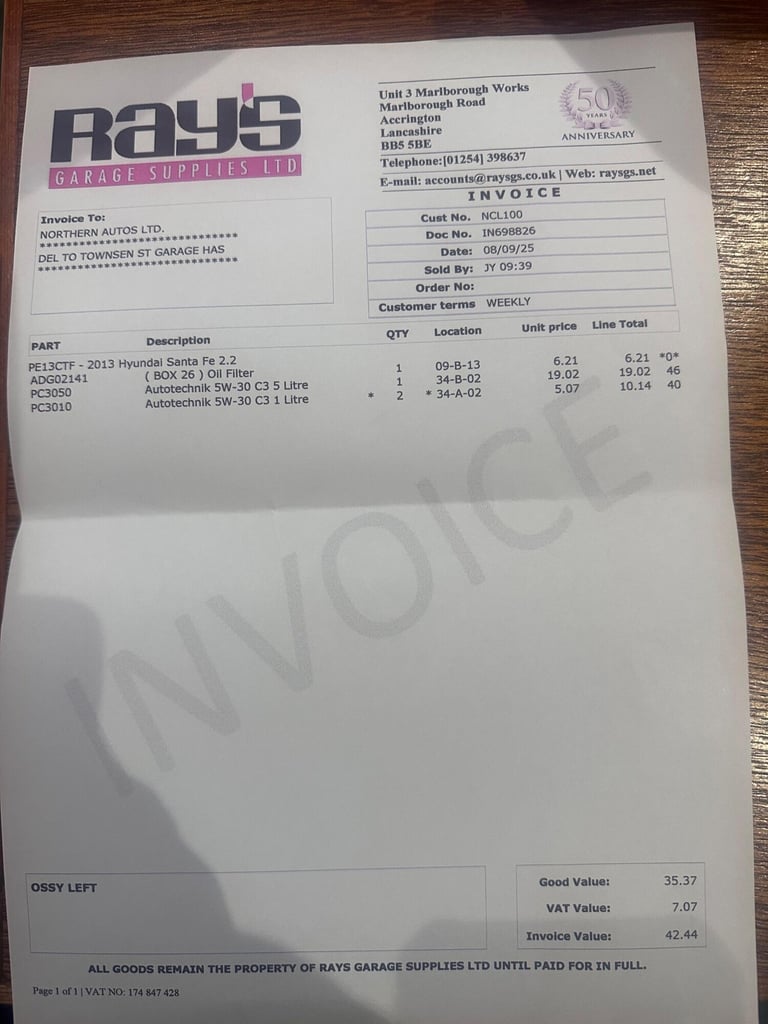 RAY'S
GARAGE SUPPLIES LTD
Unit 3 Marlborough Works
Marlborough Road
Accrington
Lancashire
BB5 5BE
Telephone:[01254] 398637
E-mail: accounts@raysgs.co.uk | Web: raysgs.net
50
YEARS
ANNIVERSARY
INVOICE
Invoice To:
NORTHERN AUTOS LTD.
******************************
DEL TO TOWNSEN ST GARAGE HAS
******************************
Cust No. NCL100
Doc No. IN698826
Date: 08/09/25
Sold By: JY 09:39
Order No:
Customer terms WEEKLY
PART Description QTY Location Unit price Line Total
PE13CTF - 2013 Hyundai Santa Fe 2.2
ADG02141 ( BOX 26 ) Oil Filter 1 09-B-13 6.21 6.21 *0*
PC3050 Autotechnik 5W-30 C3 5 Litre 1 34-B-02 19.02 19.02 46
PC3010 Autotechnik 5W-30 C3 1 Litre * 2 * 34-A-02 5.07 10.14 40
INVOICE
OSSY LEFT
Good Value: 35.37
VAT Value: 7.07
Invoice Value: 42.44
ALL GOODS REMAIN THE PROPERTY OF RAYS GARAGE SUPPLIES LTD UNTIL PAID FOR IN FULL.
Page 1 of 1 | VAT NO: 174 847 428